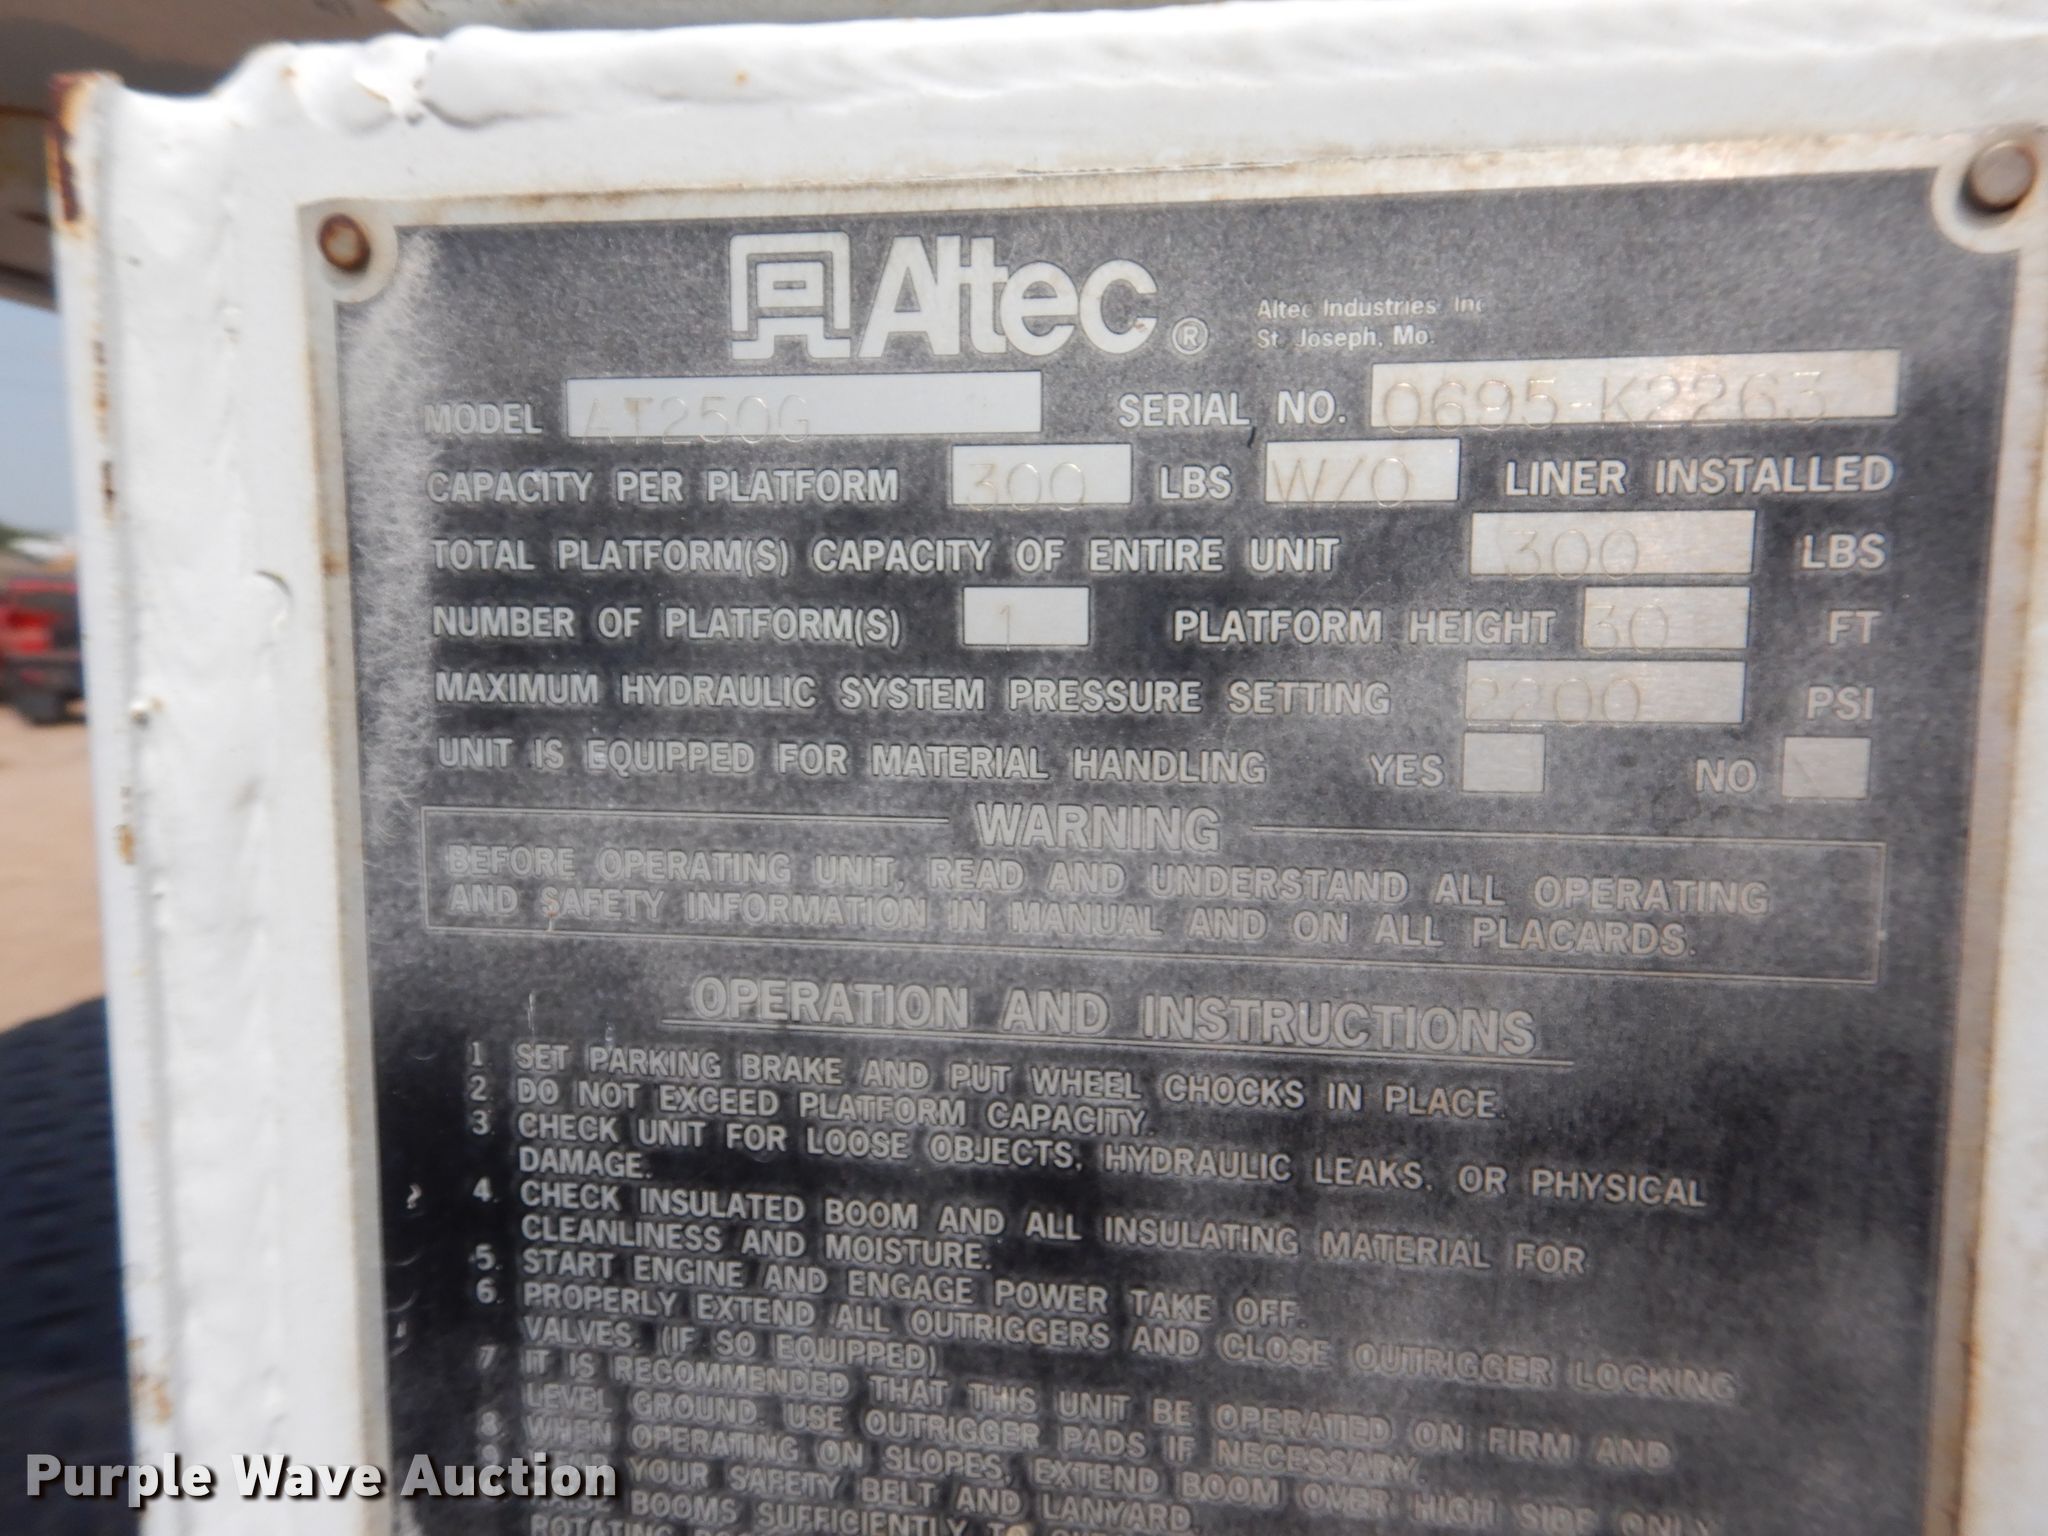 Altec®
Altec Industries Inc
St. Joseph, Mo.
MODEL AT250G SERIAL NO. 0695-K2263
CAPACITY PER PLATFORM 300 LBS W/O LINER INSTALLED
TOTAL PLATFORM(S) CAPACITY OF ENTIRE UNIT 300 LBS
NUMBER OF PLATFORM(S) 1 PLATFORM HEIGHT 30 FT
MAXIMUM HYDRAULIC SYSTEM PRESSURE SETTING 2200 PSI
UNIT IS EQUIPPED FOR MATERIAL HANDLING YES NO
WARNING
BEFORE OPERATING UNIT, READ AND UNDERSTAND ALL OPERATING
AND SAFETY INFORMATION IN MANUAL AND ON ALL PLACARDS.
OPERATION AND INSTRUCTIONS
1. SET PARKING BRAKE AND PUT WHEEL CHOCKS IN PLACE.
2. DO NOT EXCEED PLATFORM CAPACITY.
3. CHECK UNIT FOR LOOSE OBJECTS, HYDRAULIC LEAKS, OR PHYSICAL
DAMAGE.
4. CHECK INSULATED BOOM AND ALL INSULATING MATERIAL FOR
CLEANLINESS AND MOISTURE.
5. START ENGINE AND ENGAGE POWER TAKE OFF.
6. PROPERLY EXTEND ALL OUTRIGGERS AND CLOSE OUTRIGGER LOCKING
VALVES. (IF SO EQUIPPED)
7. IT IS RECOMMENDED THAT THIS UNIT BE OPERATED ON FIRM AND
LEVEL GROUND. USE OUTRIGGER PADS IF NECESSARY.
8. WHEN OPERATING ON SLOPES, EXTEND BOOM OVER HIGH SIDE ONLY
9. YOUR SAFETY BELT AND LANYARD.
RAISE BOOMS SUFFICIENTLY TO
ROTATING
Purple Wave Auction